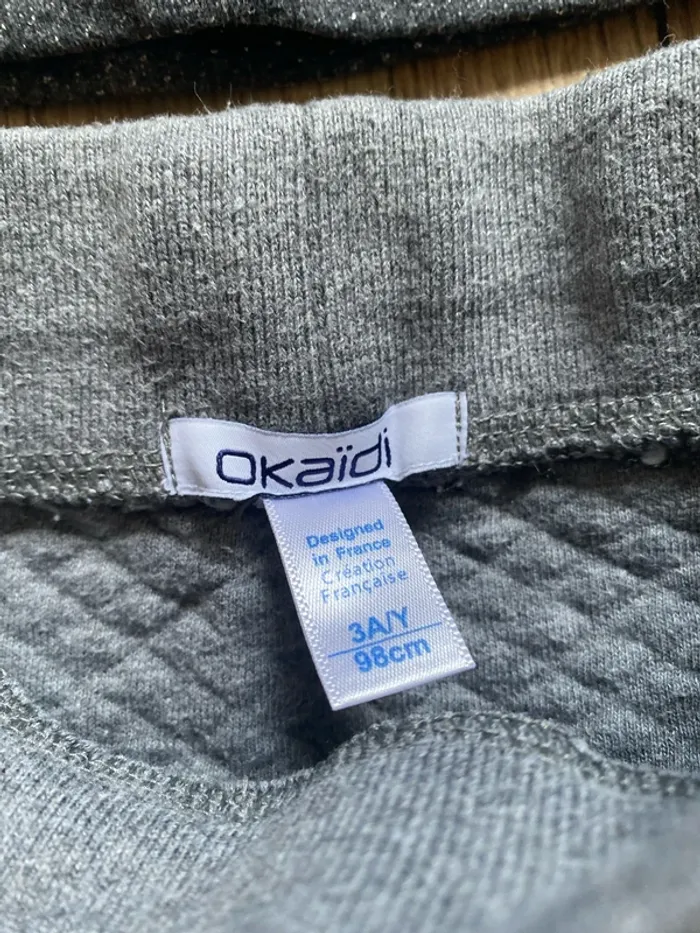 okaïdi
Designed
in France
Création
Française
3A/Y
98cm